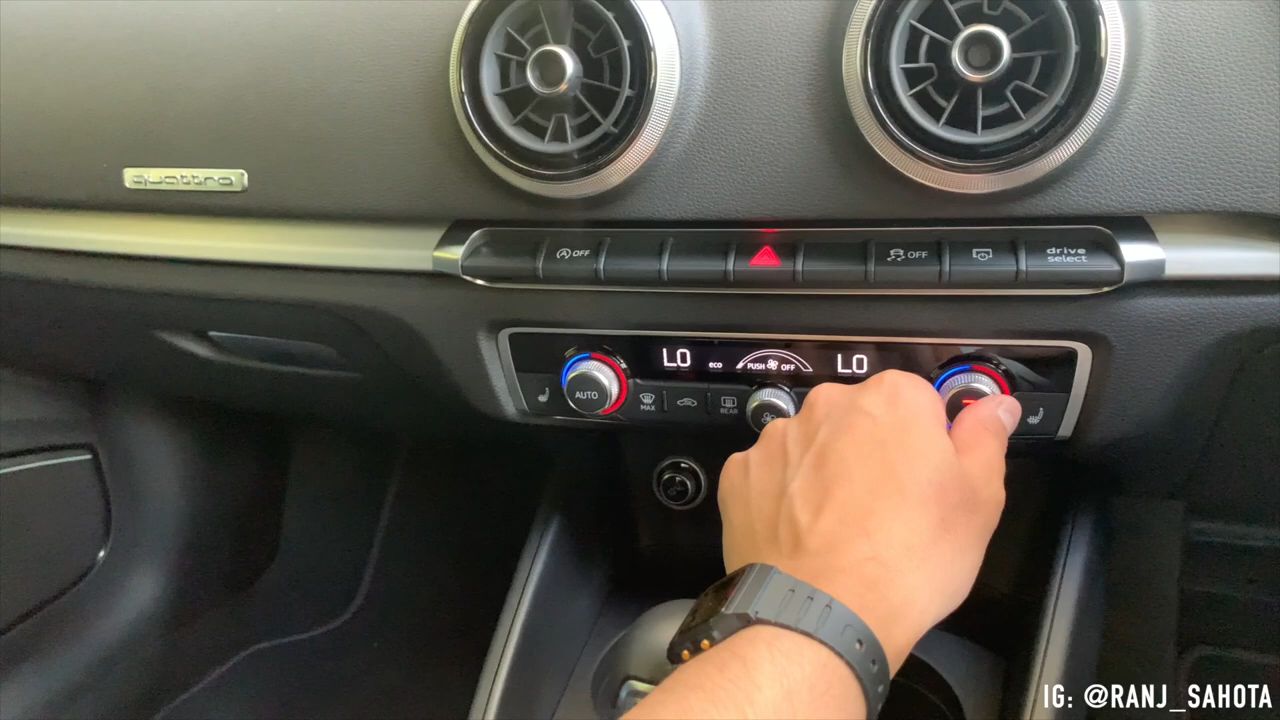 quattro
OFF
OFF
drive
select
LO
eco
PUSH
OFF
LO
AUTO
MAX
REAR
IG: @RANJ_SAHOTA